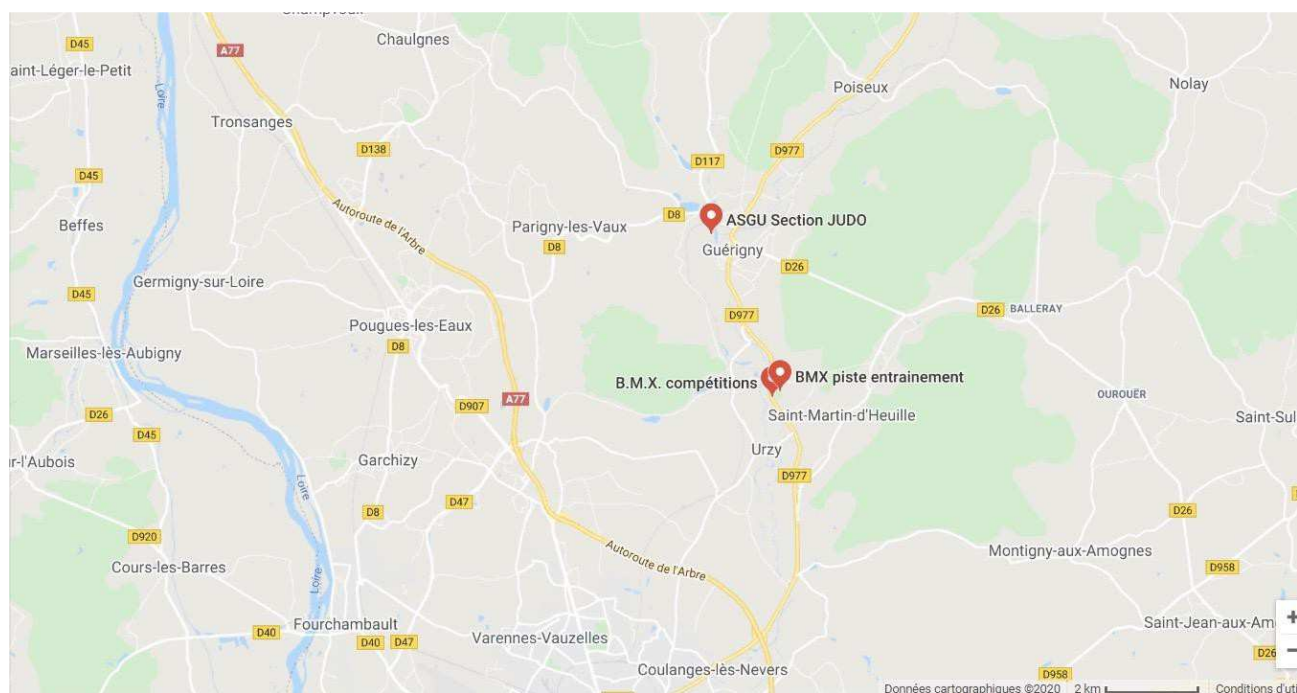 Champvoux
D45
A77
Chaulgnes
aint-Léger-le-Petit
Loire
Poiseux
Nolay
Tronsanges
D138
D977
D117
D45
Autoroute de l'Arbre
Beffes
Parigny-les-Vaux
D8
ASGU Section JUDO
Guérigny
D8
D26
Germigny-sur-Loire
D45
D977
D26
BALLERAY
Pougues-les-Eaux
D8
Marseilles-lès-Aubigny
B.M.X. compétitions
BMX piste entrainement
A77
D907
D26
D45
Saint-Martin-d'Heuille
OUROUËR
Saint-Sul
r-l'Aubois
Garchizy
Urzy
Loire
D977
D47
D8
D26
D920
Autoroute de l'Arbre
Montigny-aux-Amognes
Cours-les-Barres
Loire
D958
Fourchambault
D40
D40
D47
Varennes-Vauzelles
Saint-Jean-aux-Am
D26
Coulanges-lès-Nevers
D958
Données cartographiques ©2020
2 km
Conditions d'uti